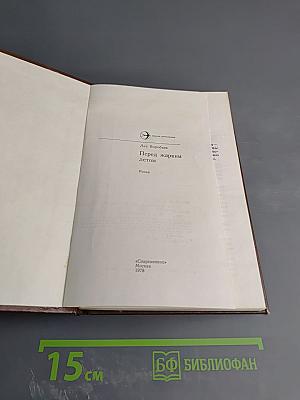 Лев Воробьев
Перед жарким
летом
Роман
«Современник»
Москва
1978
15 см
БФ БИБЛИОФАН